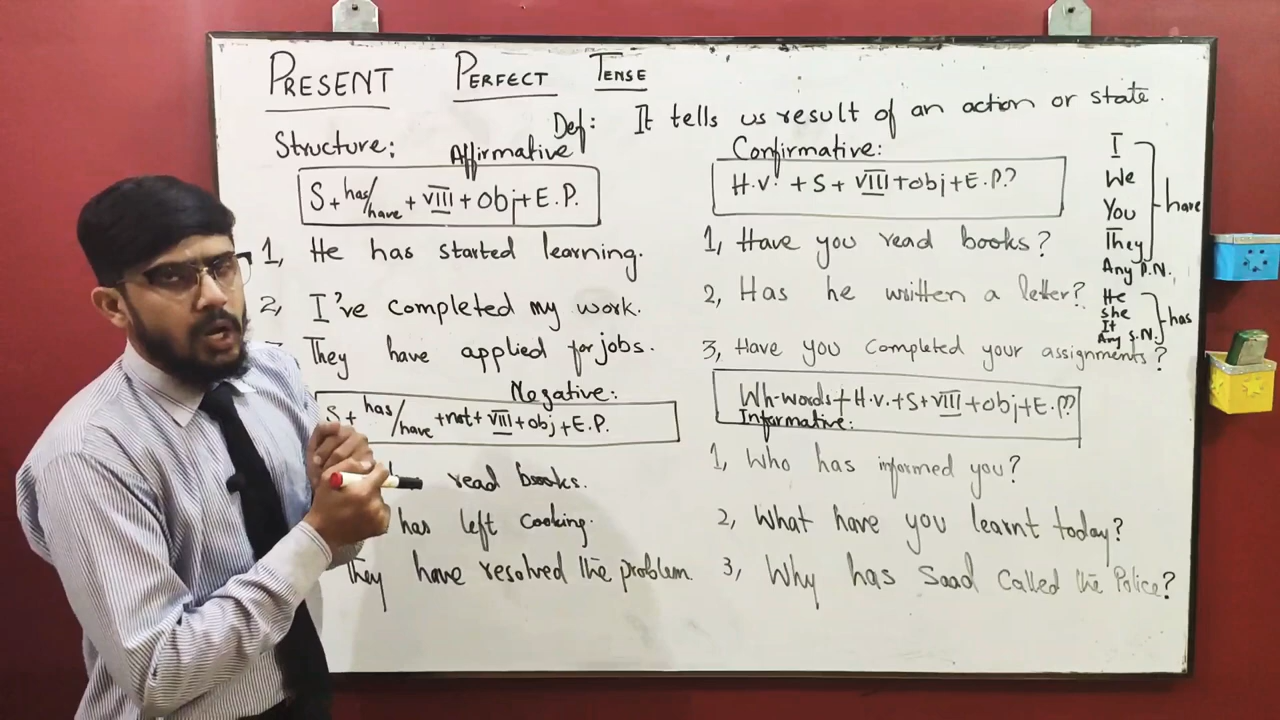 PRESENT PERFECT TENSE
Def: It tells us result of an action or state.
Structure: Affirmative
S + has/have + VIII + Obj + E.P.
1, He has started learning.
2, I've completed my work.
They have applied for jobs.
Negative:
S + has/have + not + VIII + obj + E.P.
read books.
has left cooking.
They have resolved the problem.
Confirmative:
H.V. + S + VIII + obj + E.P.?
1, Have you read books?
2, Has he written a letter?
3, Have you completed your assignments?
Wh-words + H.V. + S + VIII + obj + E.P.??
Informative:
1, Who has informed you?
2, What have you learnt today?
3, Why has Saad called the Police?
I
We
You
They
Any P.N.
have
He
She
It
Any S.N.
has